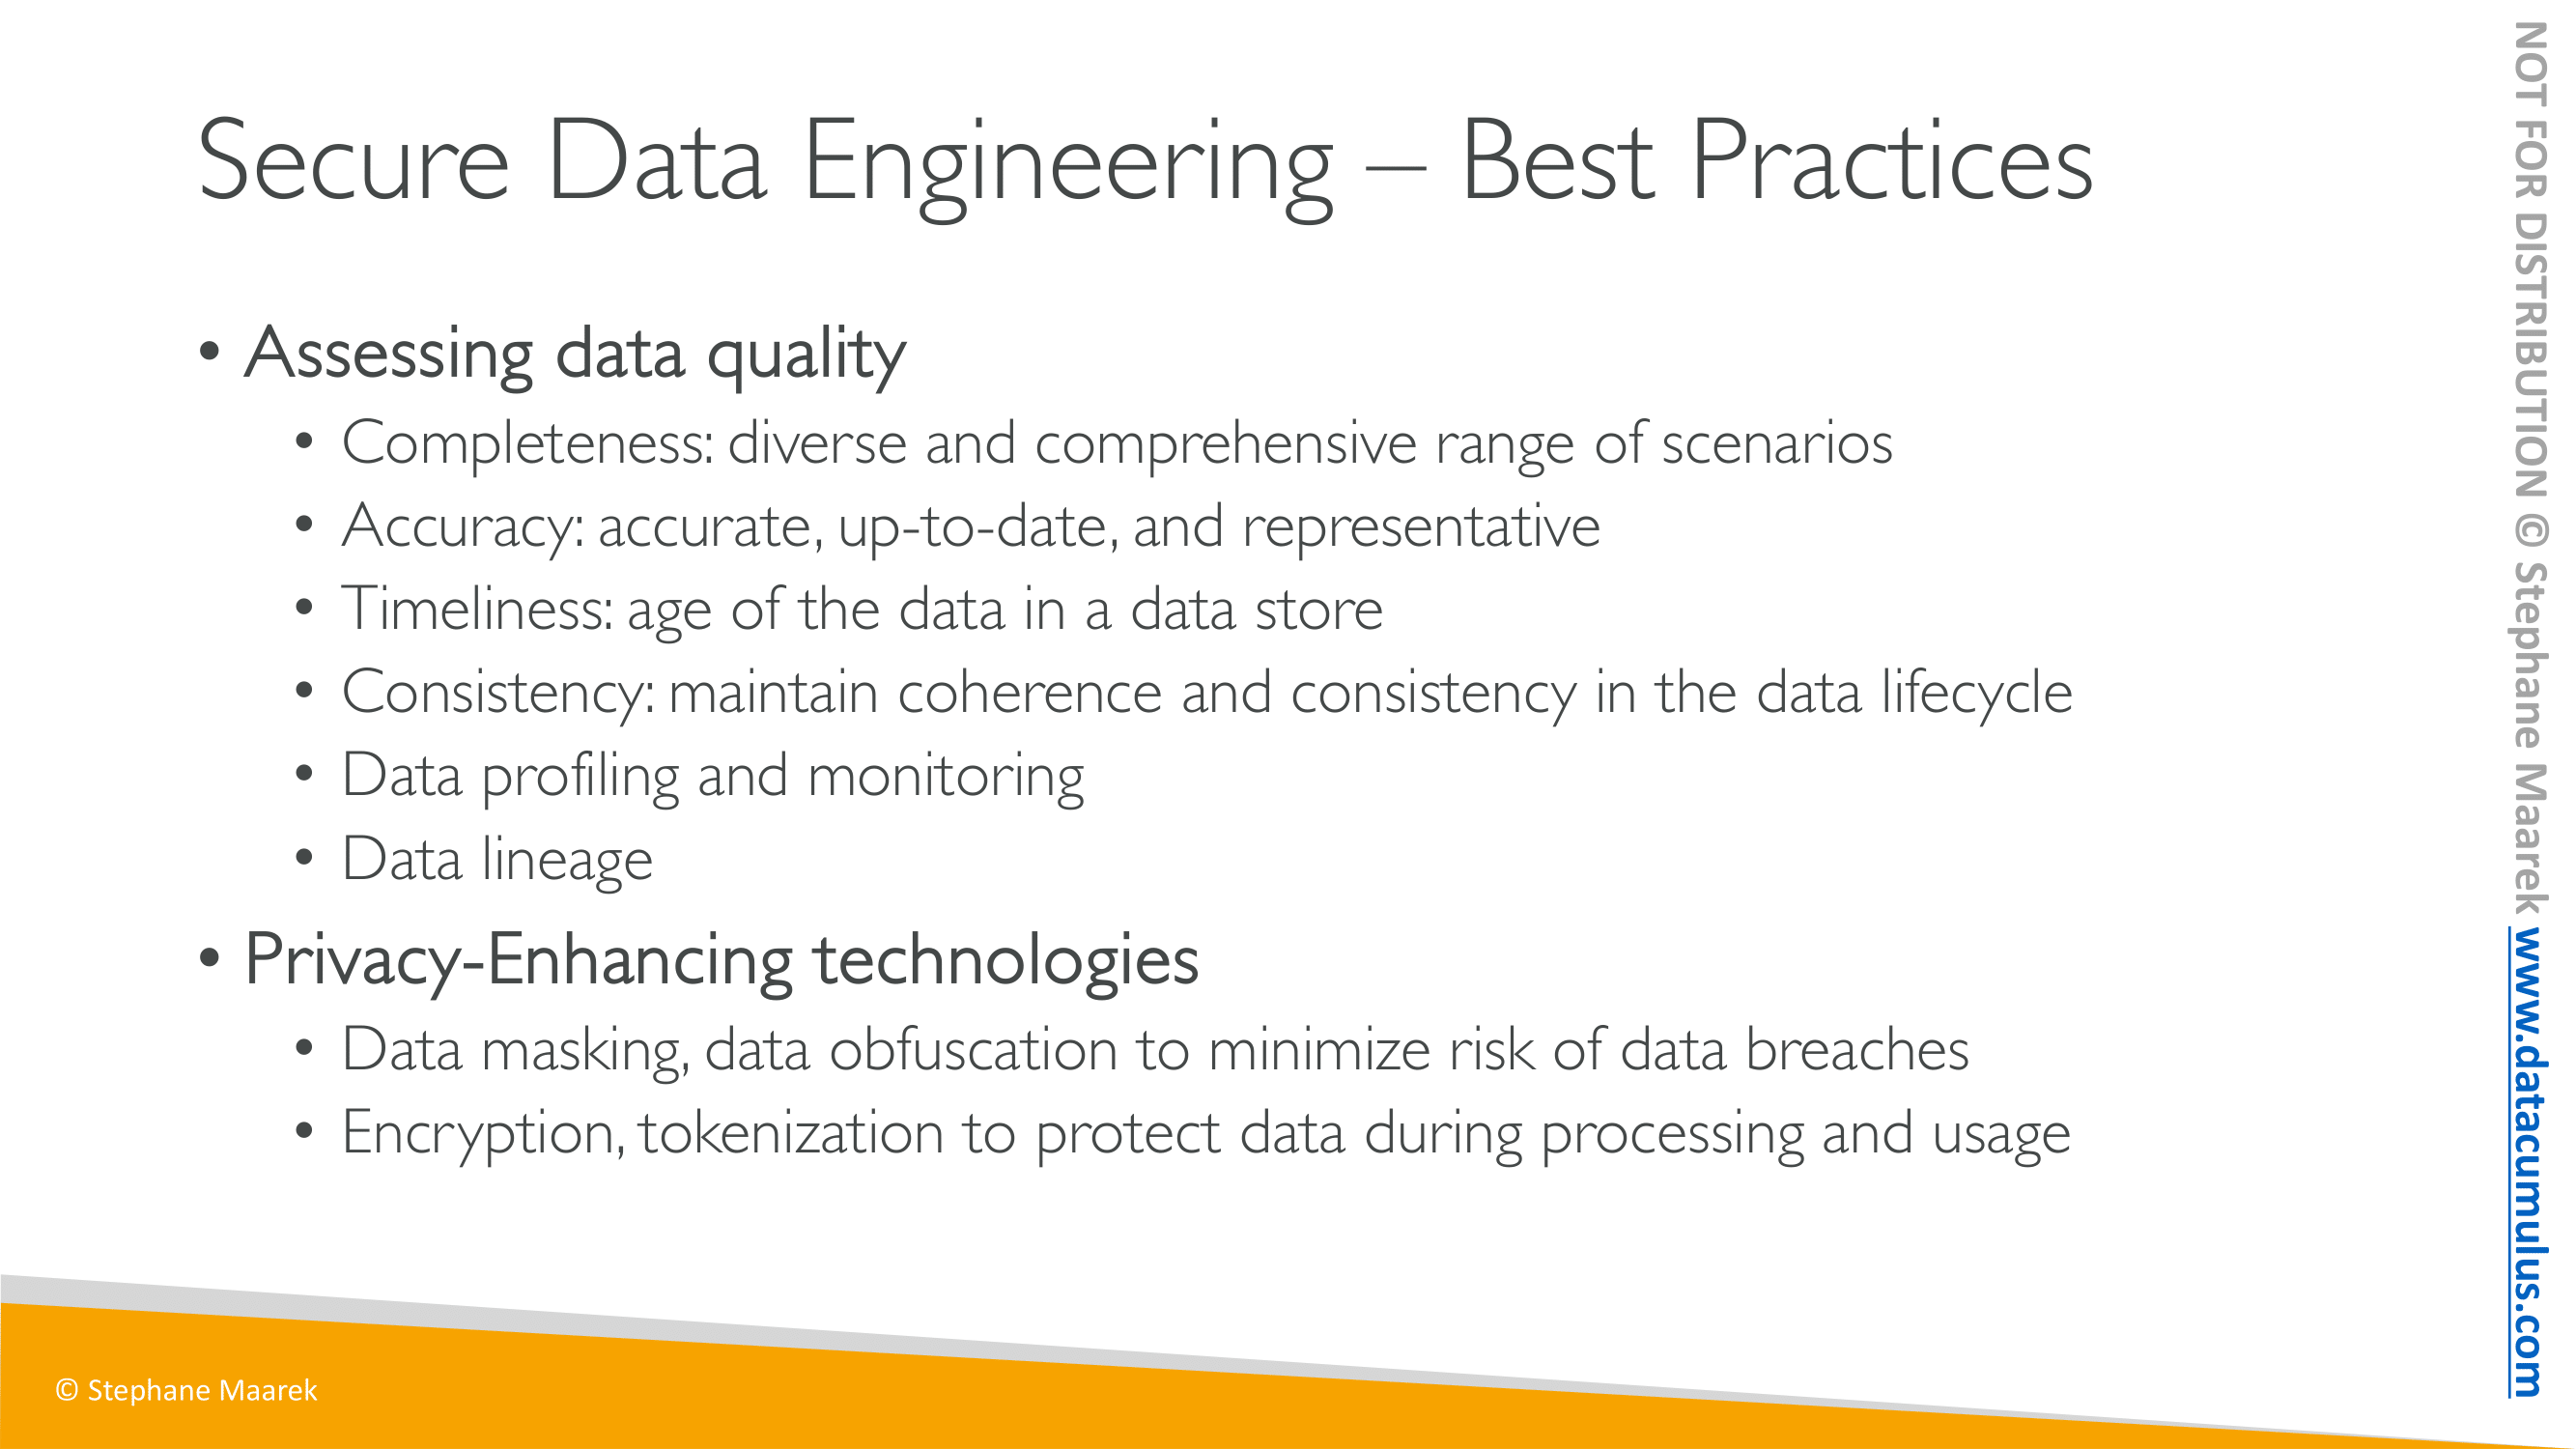 Secure Data Engineering – Best Practices
• Assessing data quality
• Completeness: diverse and comprehensive range of scenarios
• Accuracy: accurate, up-to-date, and representative
• Timeliness: age of the data in a data store
• Consistency: maintain coherence and consistency in the data lifecycle
• Data profiling and monitoring
• Data lineage
• Privacy-Enhancing technologies
• Data masking, data obfuscation to minimize risk of data breaches
• Encryption, tokenization to protect data during processing and usage
© Stephane Maarek
NOT FOR DISTRIBUTION © Stephane Maarek www.datacumulus.com